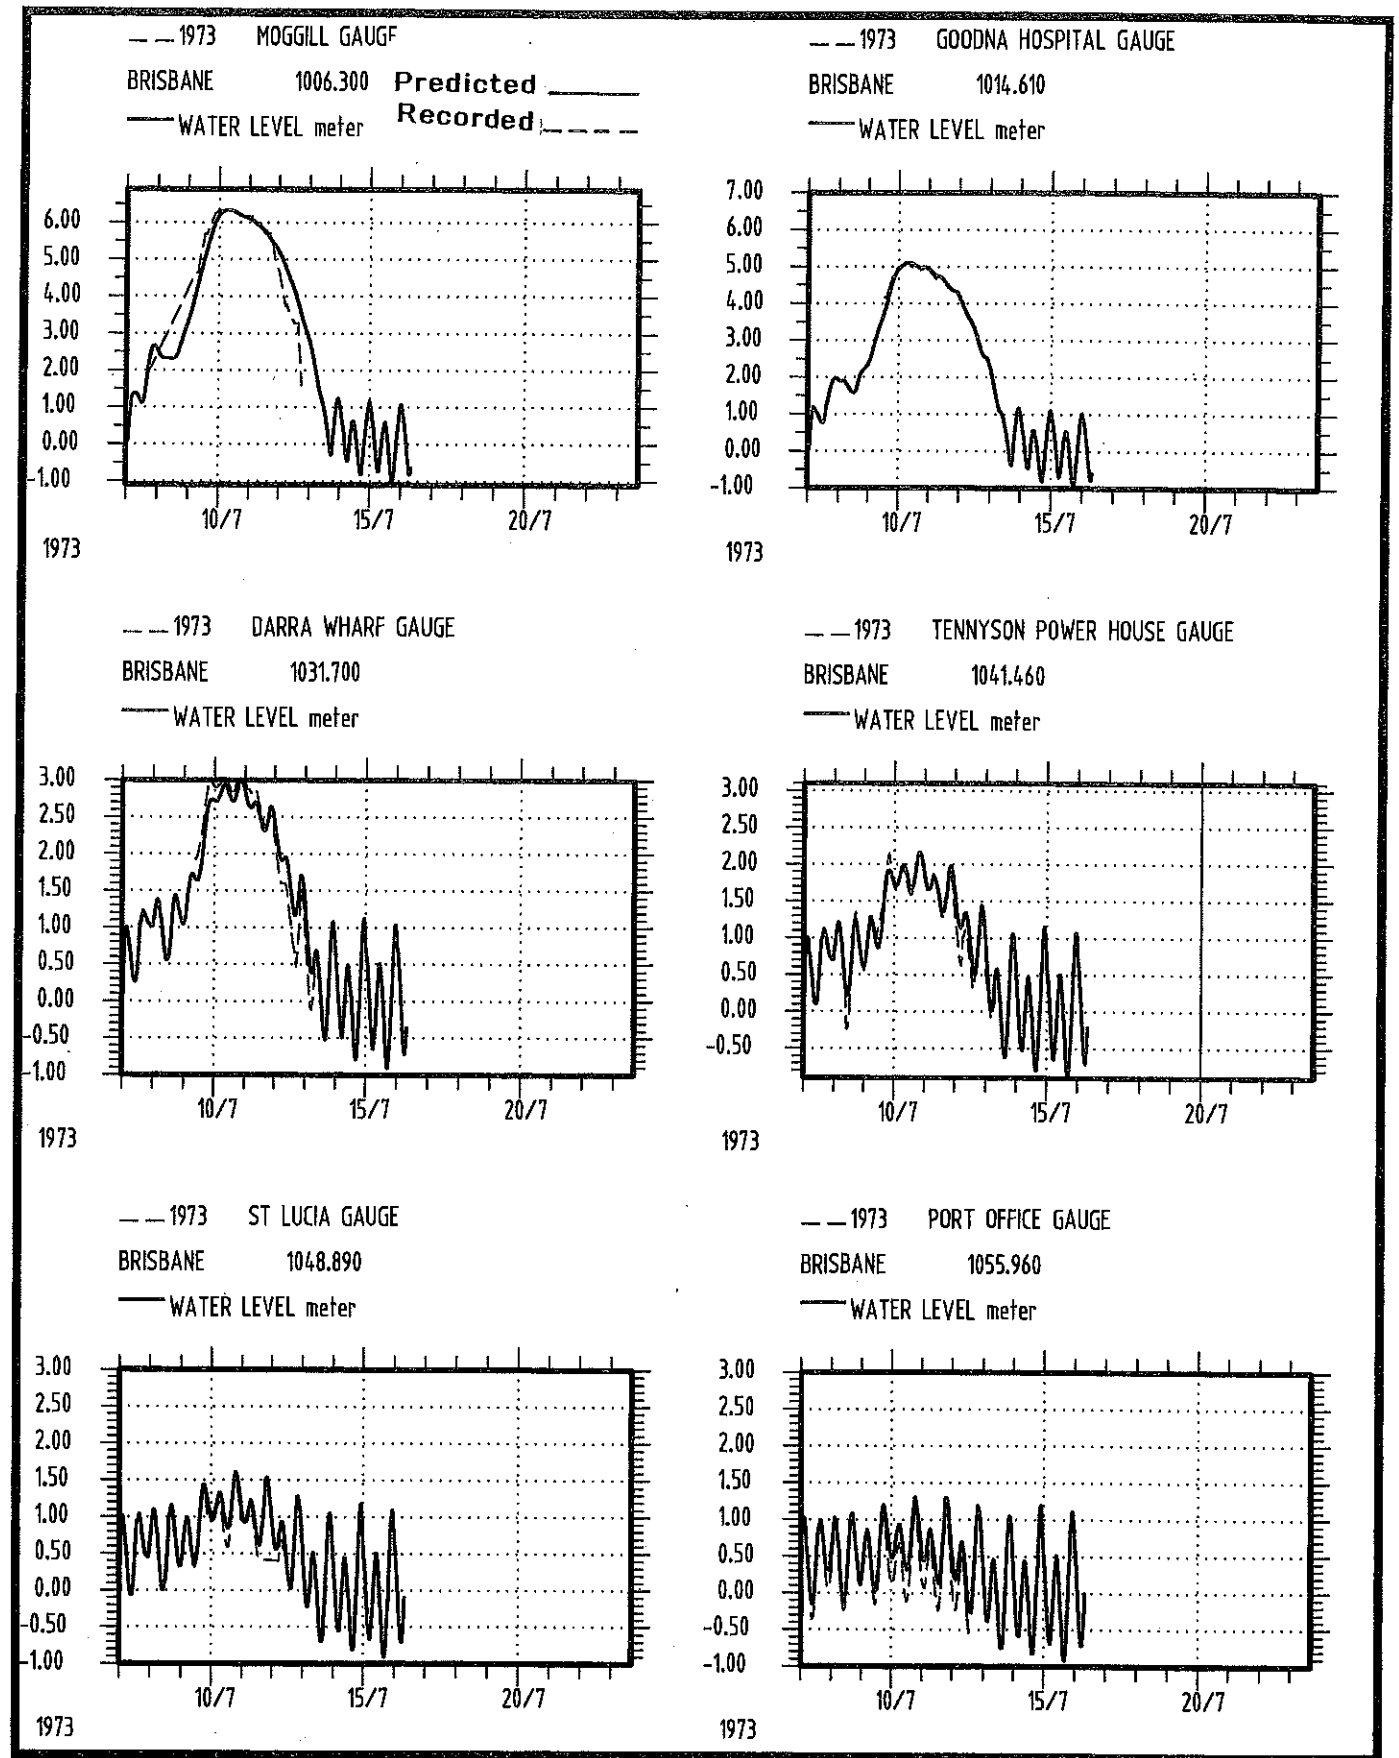 1973 MOGGILL GAUGE
BRISBANE 1006.300 Predicted
WATER LEVEL meter Recorded
6.00
5.00
4.00
3.00
2.00
1.00
0.00
-1.00
10/7 15/7 20/7
1973
1973 GOODNA HOSPITAL GAUGE
BRISBANE 1014.610
WATER LEVEL meter
7.00
6.00
5.00
4.00
3.00
2.00
1.00
0.00
-1.00
10/7 15/7 20/7
1973
1973 DARRA WHARF GAUGE
BRISBANE 1031.700
WATER LEVEL meter
3.00
2.50
2.00
1.50
1.00
0.50
0.00
-0.50
-1.00
10/7 15/7 20/7
1973
1973 TENNYSON POWER HOUSE GAUGE
BRISBANE 1041.460
WATER LEVEL meter
3.00
2.50
2.00
1.50
1.00
0.50
0.00
-0.50
10/7 15/7 20/7
1973
1973 ST LUCIA GAUGE
BRISBANE 1048.890
WATER LEVEL meter
3.00
2.50
2.00
1.50
1.00
0.50
0.00
-0.50
-1.00
10/7 15/7 20/7
1973
1973 PORT OFFICE GAUGE
BRISBANE 1055.960
WATER LEVEL meter
3.00
2.50
2.00
1.50
1.00
0.50
0.00
-0.50
-1.00
10/7 15/7 20/7
1973